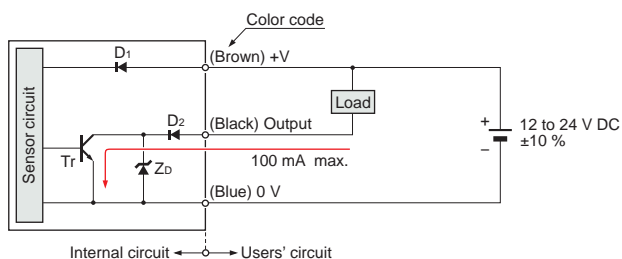 Color code
D1
(Brown) +V
Sensor circuit
Load
D2
(Black) Output
+
12 to 24 V DC
±10 %
−
Tr
ZD
100 mA max.
(Blue) 0 V
Internal circuit
Users' circuit